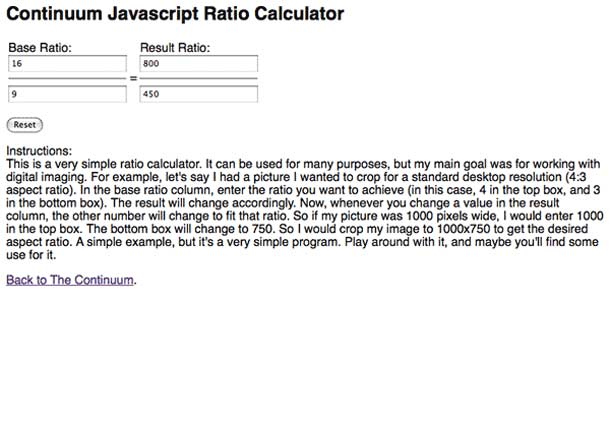 Continuum Javascript Ratio Calculator
Base Ratio: Result Ratio:
16 800
=
9 450
Reset
Instructions:
This is a very simple ratio calculator. It can be used for many purposes, but my main goal was for working with
digital imaging. For example, let's say I had a picture I wanted to crop for a standard desktop resolution (4:3
aspect ratio). In the base ratio column, enter the ratio you want to achieve (in this case, 4 in the top box, and 3
in the bottom box). The result will change accordingly. Now, whenever you change a value in the result
column, the other number will change to fit that ratio. So if my picture was 1000 pixels wide, I would enter 1000
in the top box. The bottom box will change to 750. So I would crop my image to 1000x750 to get the desired
aspect ratio. A simple example, but it's a very simple program. Play around with it, and maybe you'll find some
use for it.
Back to The Continuum.